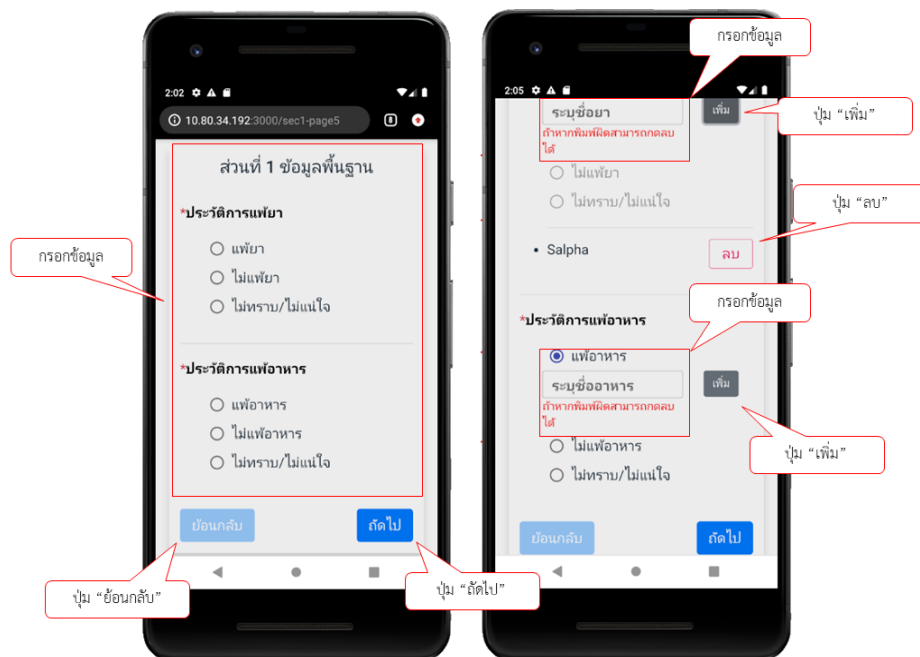 กรอกข้อมูล
2:02
10.80.34.192:3000/sec1-page5
8
ส่วนที่ 1 ข้อมูลพื้นฐาน
*ประวัติการแพ้ยา
แพ้ยา
ไม่แพ้ยา
ไม่ทราบ/ไม่แน่ใจ
*ประวัติการแพ้อาหาร
แพ้อาหาร
ไม่แพ้อาหาร
ไม่ทราบ/ไม่แน่ใจ
ย้อนกลับ
ถัดไป
ปุ่ม “ย้อนกลับ”
ปุ่ม “ถัดไป”
กรอกข้อมูล
2:05
ระบุชื่อยา
เพิ่ม
ปุ่ม “เพิ่ม”
ถ้าหากพิมพ์ผิดสามารถกดลบ
ได้
ไม่แพ้ยา
ไม่ทราบ/ไม่แน่ใจ
ปุ่ม “ลบ”
• Salpha
ลบ
กรอกข้อมูล
*ประวัติการแพ้อาหาร
แพ้อาหาร
ระบุชื่ออาหาร
เพิ่ม
ถ้าหากพิมพ์ผิดสามารถกดลบ
ได้
ไม่แพ้อาหาร
ปุ่ม “เพิ่ม”
ไม่ทราบ/ไม่แน่ใจ
ย้อนกลับ
ถัดไป